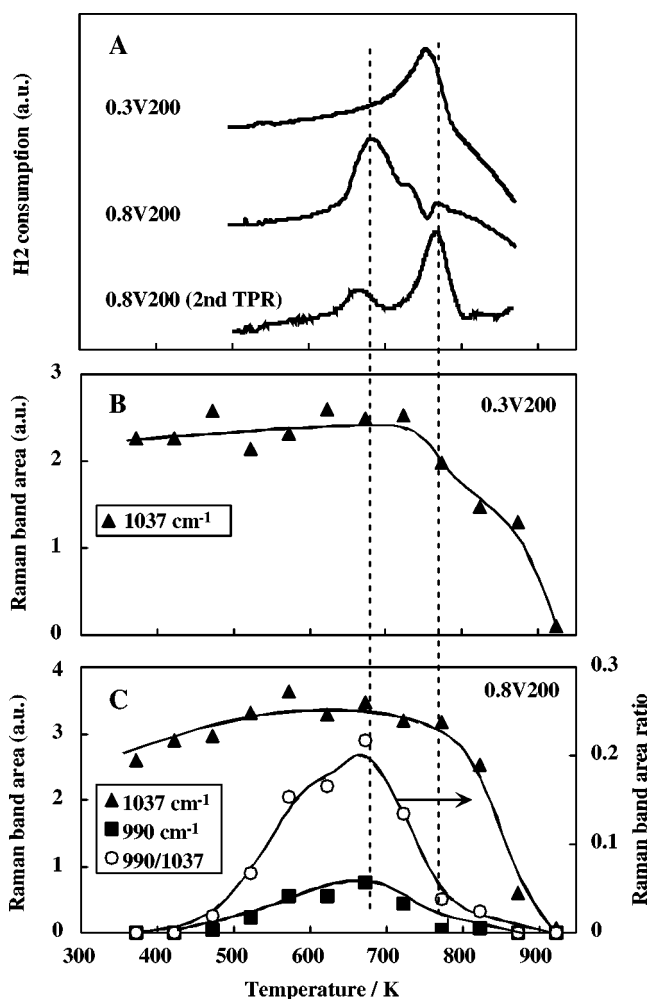 A
0.3V200
0.8V200
0.8V200 (2nd TPR)
H2 consumption (a.u.)
3
2
1
0
B
0.3V200
1037 cm-1
Raman band area (a.u.)
4
3
2
1
0
0.3
0.2
0.1
0
C
0.8V200
1037 cm-1
990 cm-1
990/1037
Raman band area (a.u.)
Raman band area ratio
300 400 500 600 700 800 900
Temperature / K